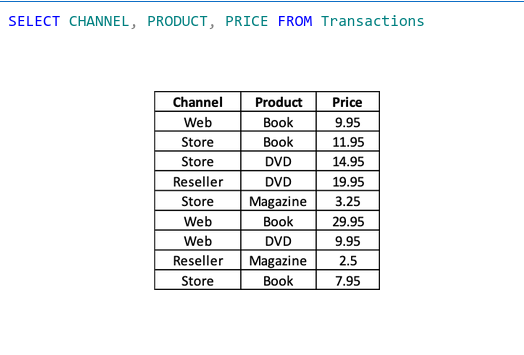 SELECT CHANNEL, PRODUCT, PRICE FROM Transactions
Channel Product Price
Web Book 9.95
Store Book 11.95
Store DVD 14.95
Reseller DVD 19.95
Store Magazine 3.25
Web Book 29.95
Web DVD 9.95
Reseller Magazine 2.5
Store Book 7.95